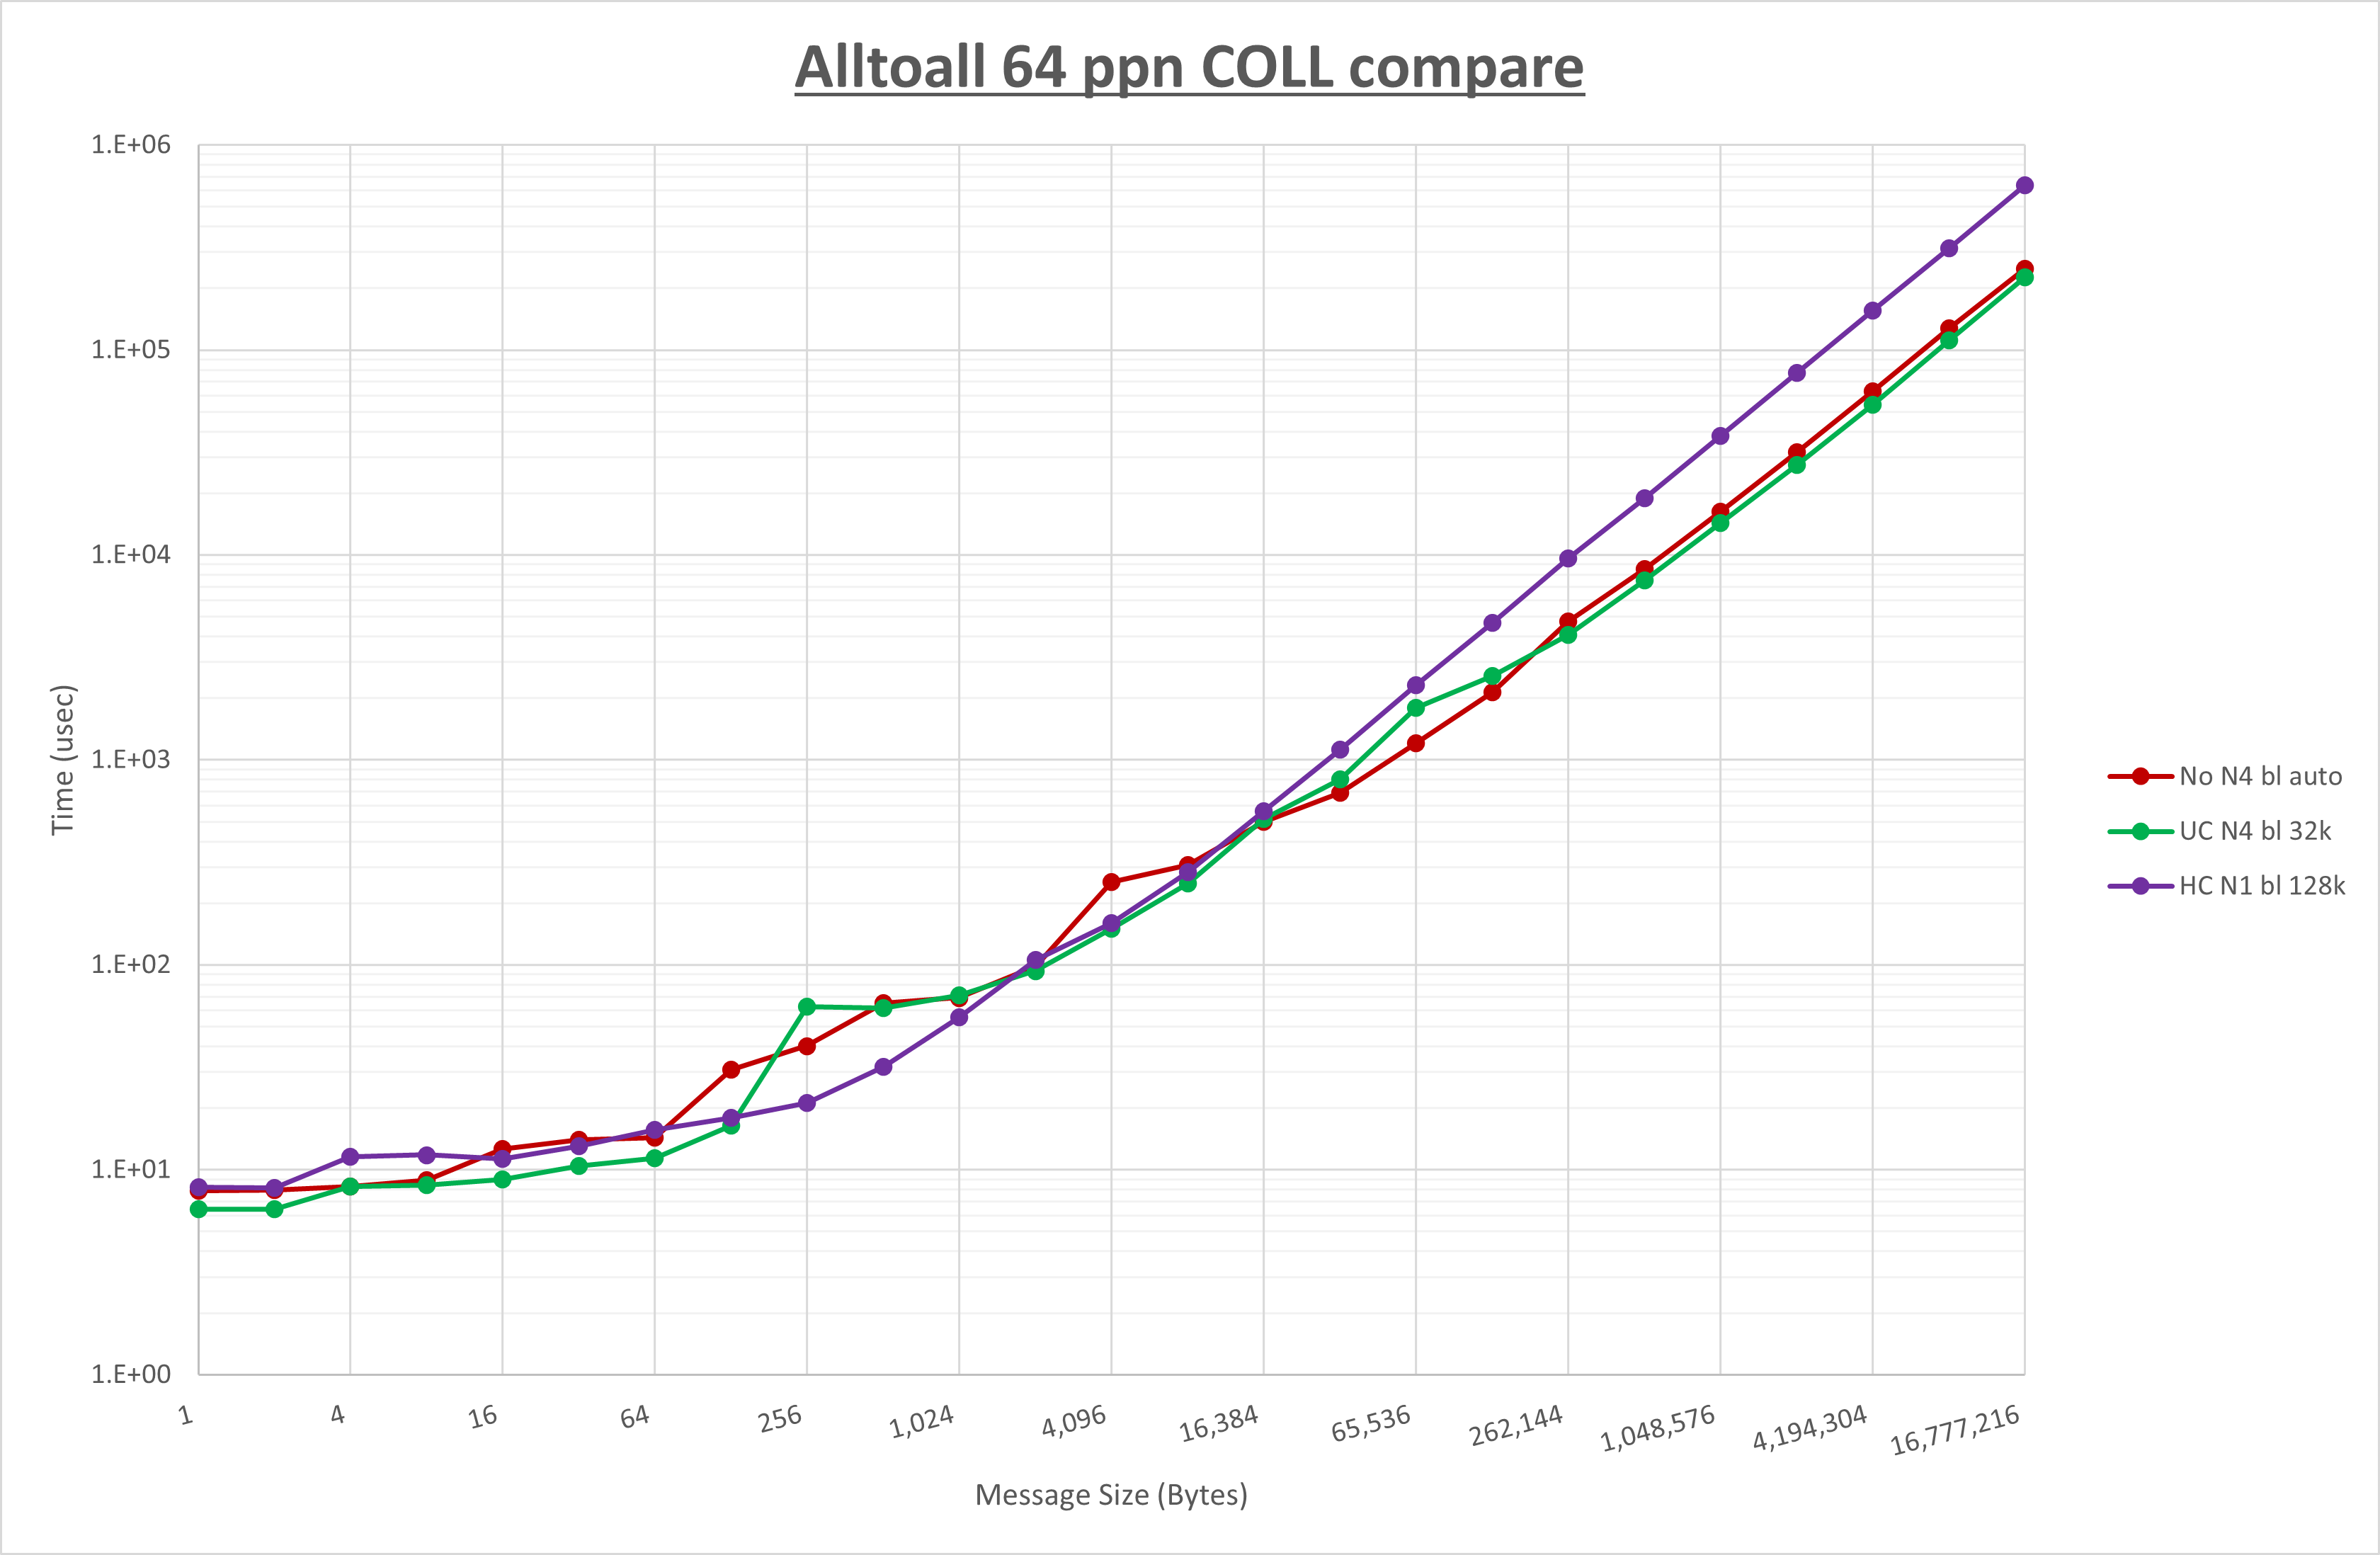 Alltoall 64 ppn COLL compare
1.E+06
1.E+05
1.E+04
1.E+03
1.E+02
1.E+01
1.E+00
Time (usec)
1
4
16
64
256
1,024
4,096
16,384
65,536
262,144
1,048,576
4,194,304
16,777,216
Message Size (Bytes)
No N4 bl auto
UC N4 bl 32k
HC N1 bl 128k